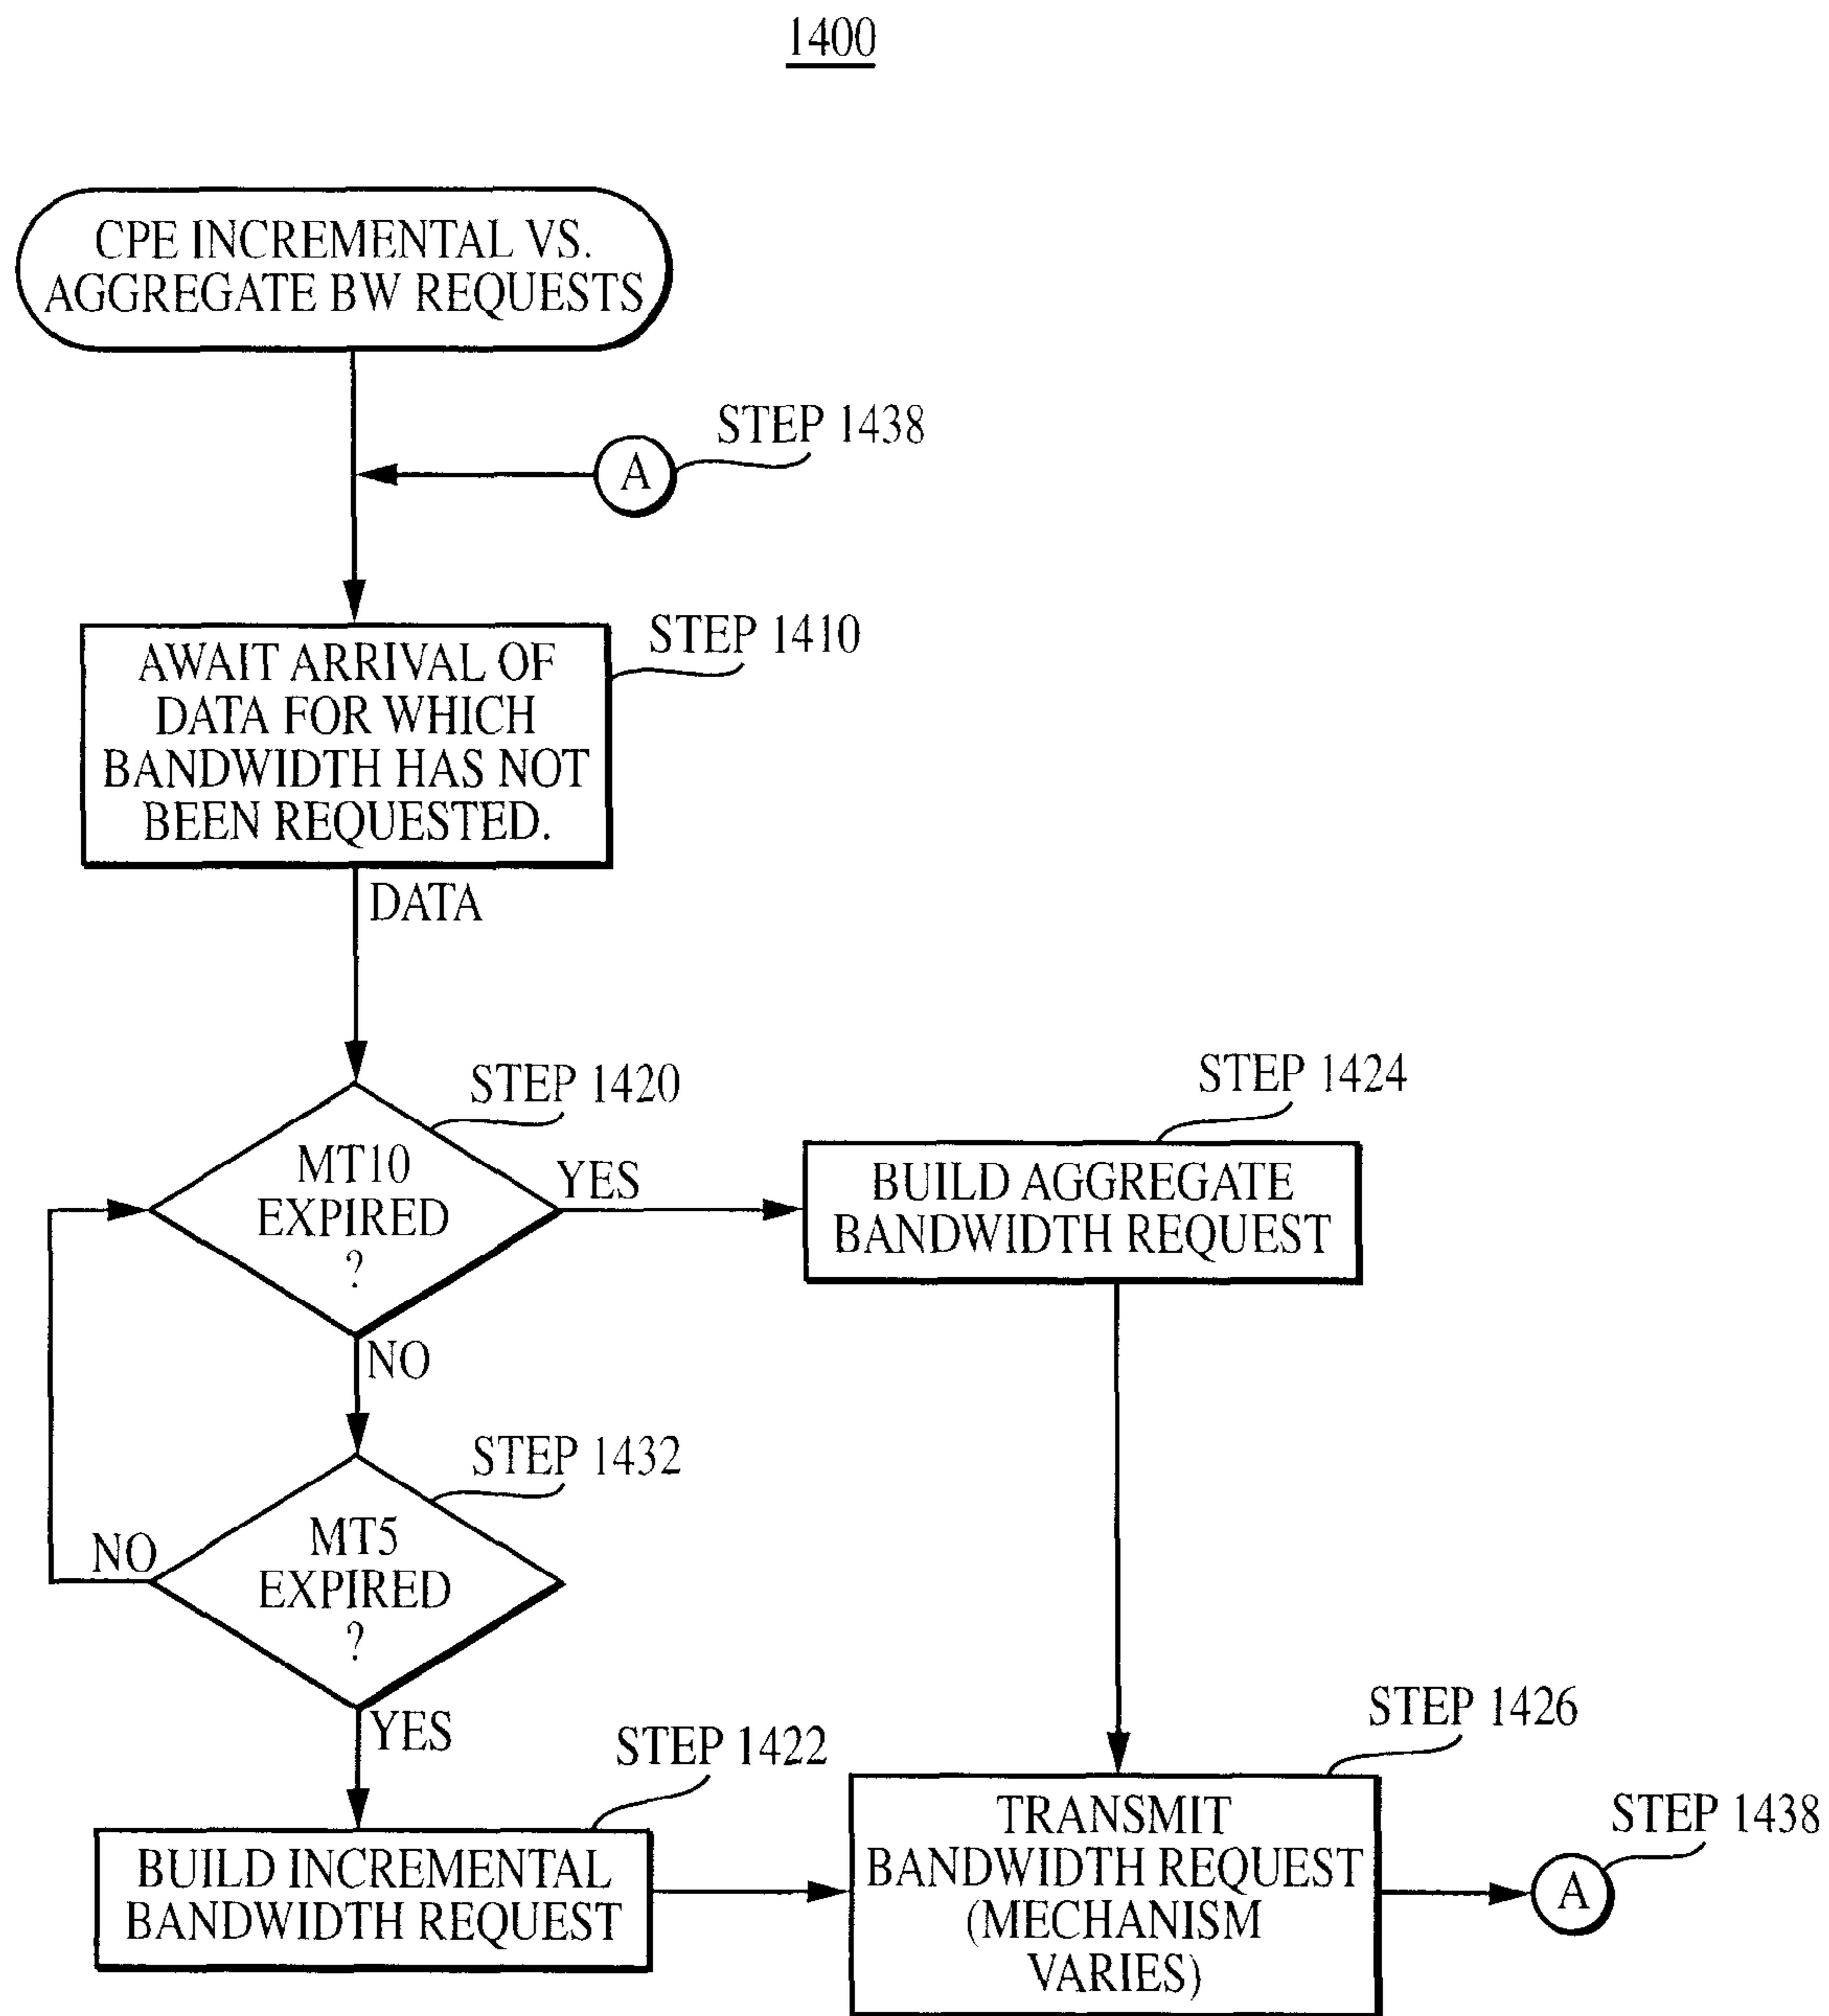 1400
CPE INCREMENTAL VS.
AGGREGATE BW REQUESTS
STEP 1438
A
STEP 1410
AWAIT ARRIVAL OF
DATA FOR WHICH
BANDWIDTH HAS NOT
BEEN REQUESTED.
DATA
STEP 1420
MT10
EXPIRED
?
YES
STEP 1424
BUILD AGGREGATE
BANDWIDTH REQUEST
NO
STEP 1432
MT5
EXPIRED
?
NO
YES
STEP 1422
BUILD INCREMENTAL
BANDWIDTH REQUEST
STEP 1426
TRANSMIT
BANDWIDTH REQUEST
(MECHANISM
VARIES)
STEP 1438
A